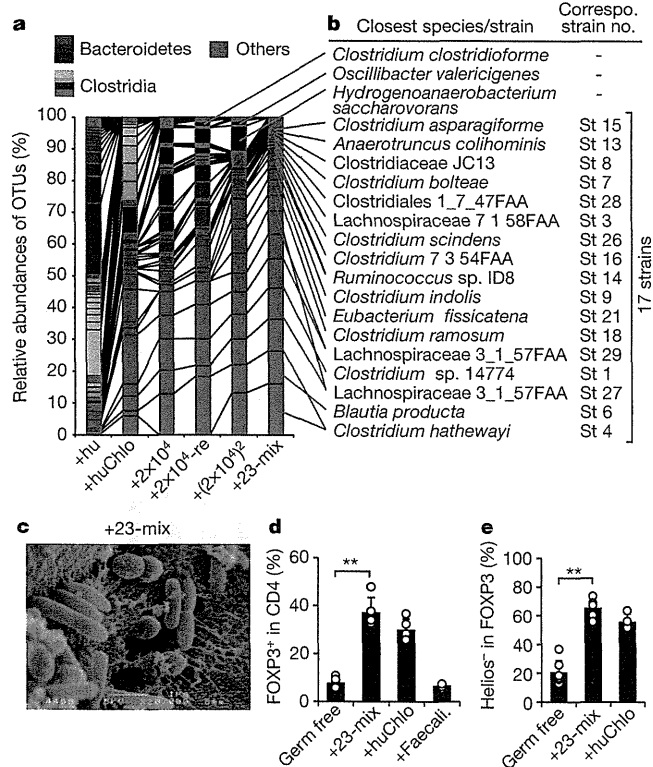 a
Bacteroidetes
Others
Clostridia
Relative abundances of OTUs (%)
100
90
80
70
60
50
40
30
20
10
0
+hu
+huChlo
+2×10⁴
+2×10⁴-re
+(2×10⁴)²
+23-mix
b
Closest species/strain
Correspo. strain no.
Clostridium clostridioforme -
Oscillibacter valericigenes -
Hydrogenoanaerobacterium -
saccharovorans
Clostridium asparagiforme St 15
Anaerotruncus colihominis St 13
Clostridiaceae JC13 St 8
Clostridium bolteae St 7
Clostridiales 1_7_47FAA St 28
Lachnospiraceae 7 1 58FAA St 3
Clostridium scindens St 26
Clostridium 7 3 54FAA St 16
Ruminococcus sp. ID8 St 14
Clostridium indolis St 9
Eubacterium fissicatena St 21
Clostridium ramosum St 18
Lachnospiraceae 3_1_57FAA St 29
Clostridium sp. 14774 St 1
Lachnospiraceae 3_1_57FAA St 27
Blautia producta St 6
Clostridium hathewayi St 4
17 strains
c
+23-mix
d
FOXP3⁺ in CD4 (%)
60
40
20
0
**
Germ free
+23-mix
+huChlo
+Faecali.
e
Helios⁻ in FOXP3 (%)
100
80
60
40
20
0
**
Germ free
+23-mix
+huChlo